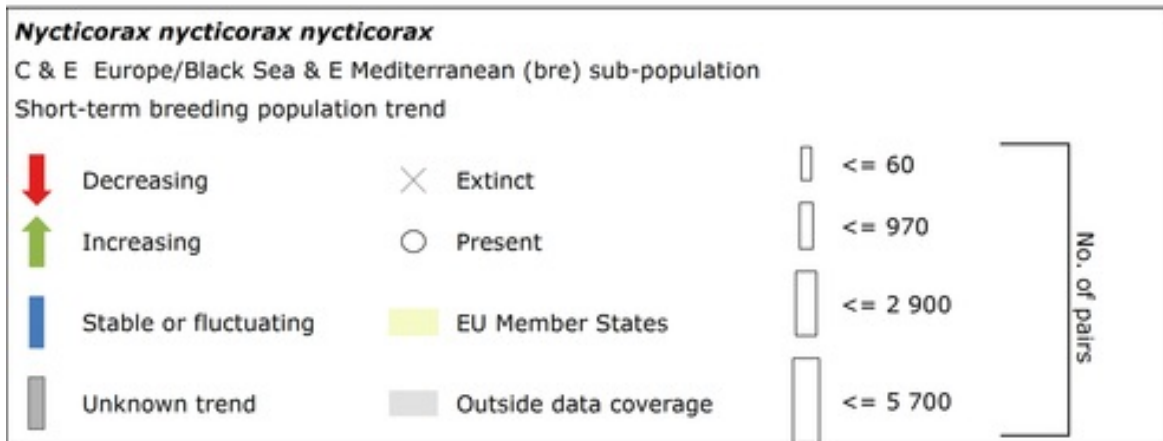 Nycticorax nycticorax nycticorax
C & E Europe/Black Sea & E Mediterranean (bre) sub-population
Short-term breeding population trend
Decreasing
Increasing
Stable or fluctuating
Unknown trend
Extinct
Present
EU Member States
Outside data coverage
<= 60
<= 970
<= 2 900
<= 5 700
No. of pairs